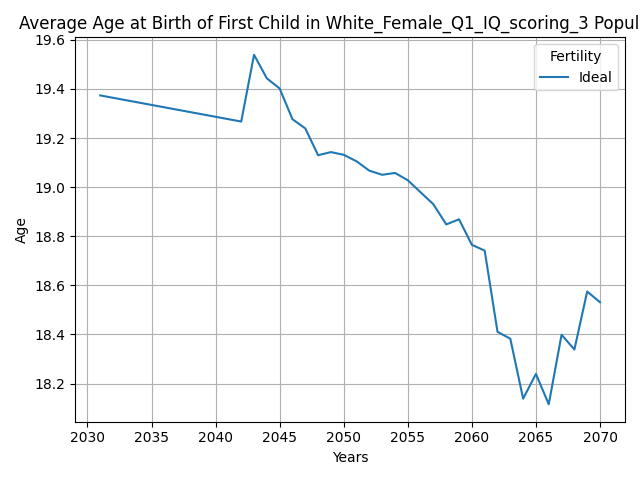 Average Age at Birth of First Child in White_Female_Q1_IQ_scoring_3 Popul
19.6
19.4
19.2
19.0
18.8
18.6
18.4
18.2
Age
Fertility
Ideal
2030 2035 2040 2045 2050 2055 2060 2065 2070
Years